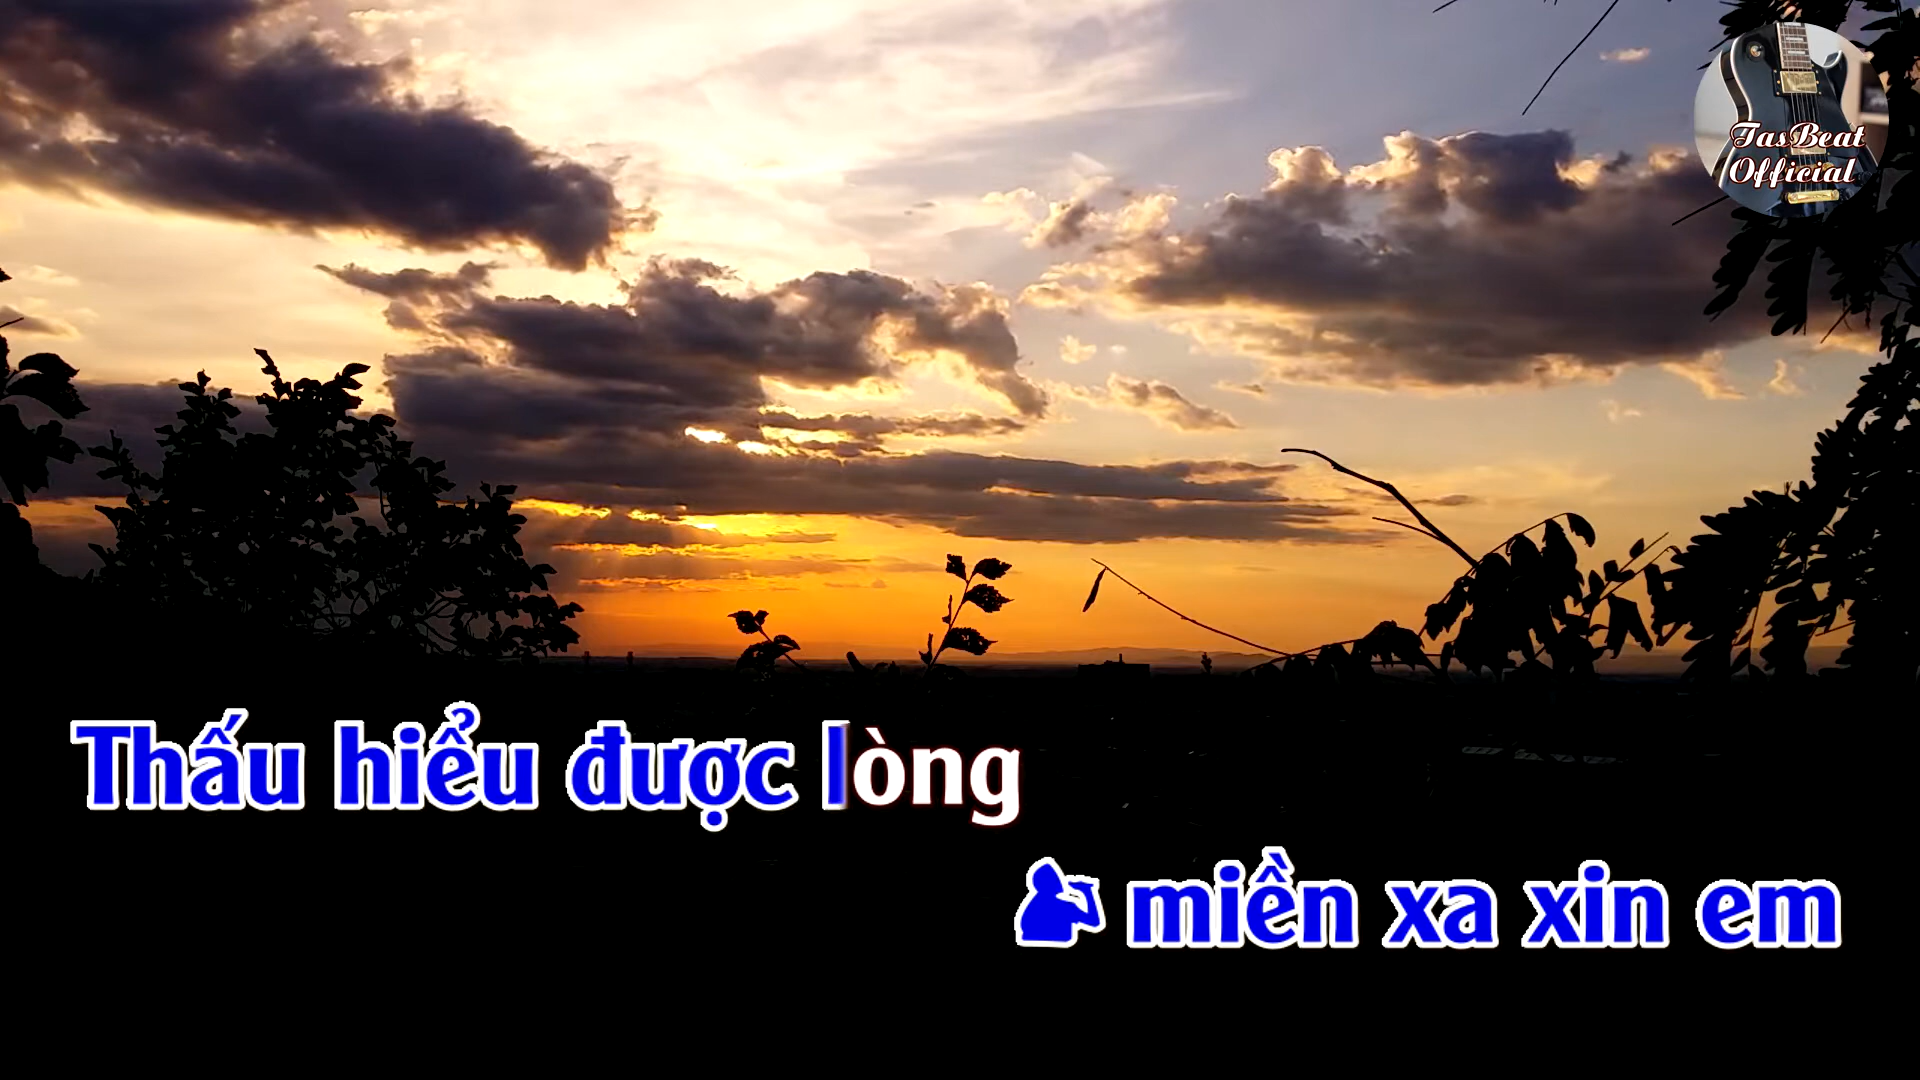 TasBeat
Official
Thấu hiểu được lòng
miền xa xin em